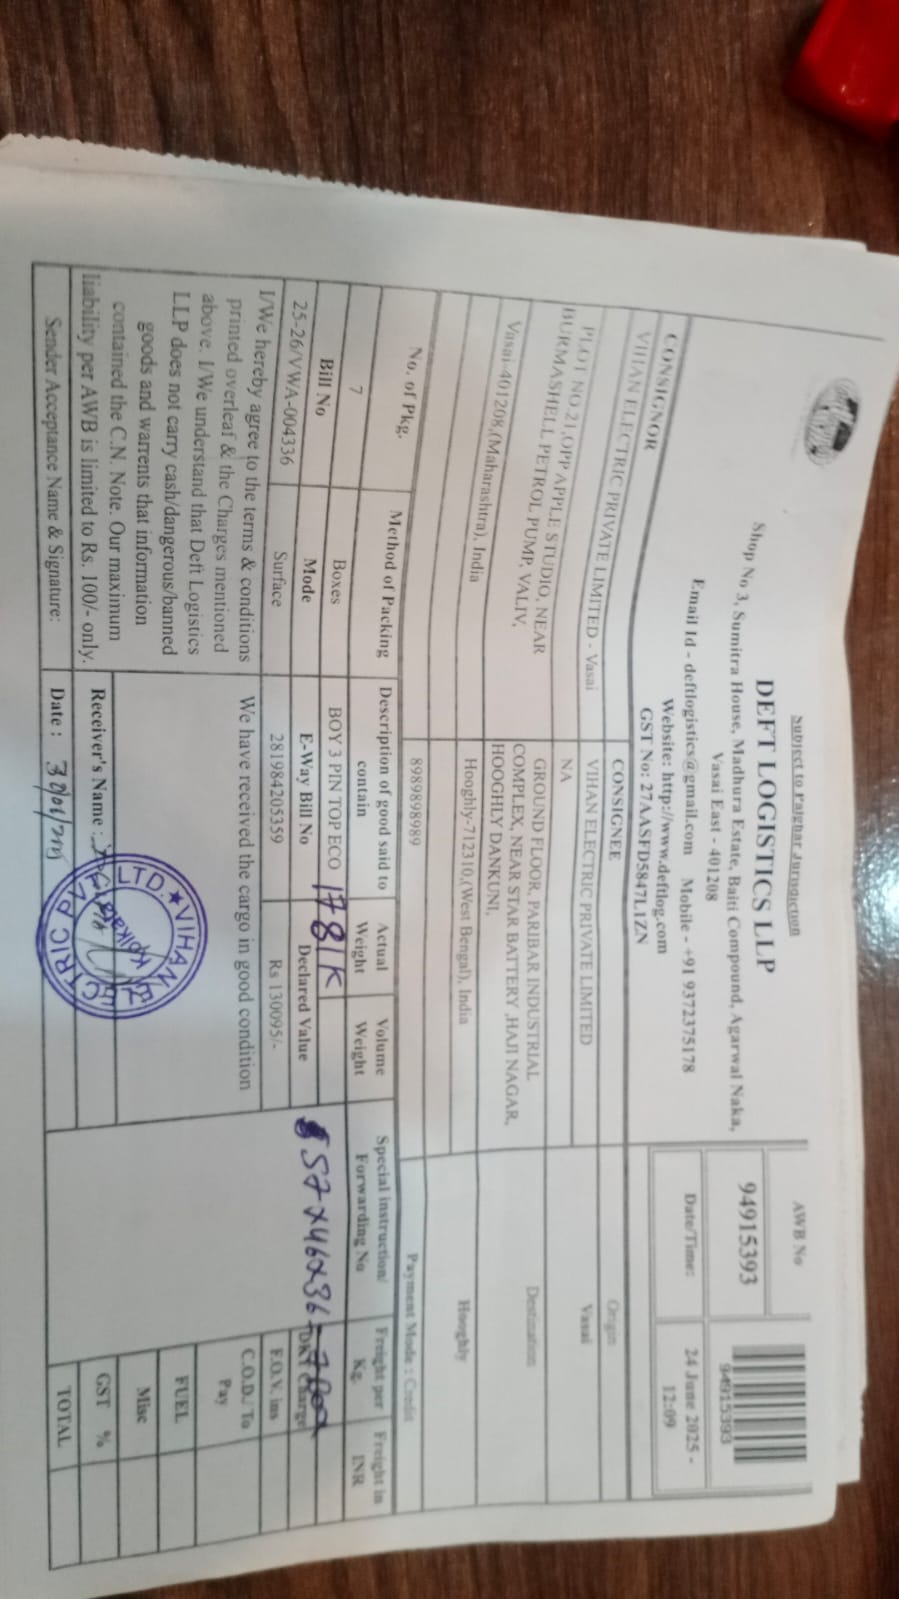 Subject to Palghar Jurisdiction
DEFT LOGISTICS LLP
Shop No 3, Sumitra House, Madhura Estate, Baiti Compound, Agarwal Naka,
Vasai East - 401208
Email Id - deftlogistics@gmail.com Mobile - +91 9372375178
Website: http://www.deftlog.com
GST No: 27AASFD5847L1ZN
AWB No
94915393
94915393
Date/Time:
24 June 2025 -
12:09
CONSIGNOR
CONSIGNEE
Origin
VIHAN ELECTRIC PRIVATE LIMITED - Vasai
VIHAN ELECTRIC PRIVATE LIMITED
Vasai
PLOT NO.21,OPP APPLE STUDIO, NEAR
BURMASHELL PETROL PUMP, VALIV,
NA
GROUND FLOOR, PARIBAR INDUSTRIAL
COMPLEX, NEAR STAR BATTERY ,HAJI NAGAR,
HOOGHLY DANKUNI,
Destination
Vasai-401208,(Maharashtra), India
Hooghly-712310,(West Bengal), India
Hooghly
8989898989
Payment Mode : Credit
No. of Pkg.
Method of Packing
Description of good said to
contain
Actual
Weight
Volume
Weight
Special instruction/
Forwarding No
Freight per
Kg.
Freight in
INR
7
Boxes
BOY 3 PIN TOP ECO
178 K
57x46x36-7
Bill No
Mode
E-Way Bill No
Declared Value
25-26/VWA-004336
Surface
281984205359
Rs 130095/-
DKT Charge
F.O.V. ins
C.O.D./To
Pay
FUEL
Misc
GST %
TOTAL
I/We hereby agree to the terms & conditions
printed overleaf & the Charges mentioned
above. I/We understand that Deft Logistics
LLP does not carry cash/dangerous/banned
goods and warrents that information
contained the C.N. Note. Our maximum
liability per AWB is limited to Rs. 100/- only.
We have received the cargo in good condition
Receiver's Name :
Sender Acceptance Name & Signature:
Date :
VIHAN ELECTRIC PVT. LTD.
Kolkata